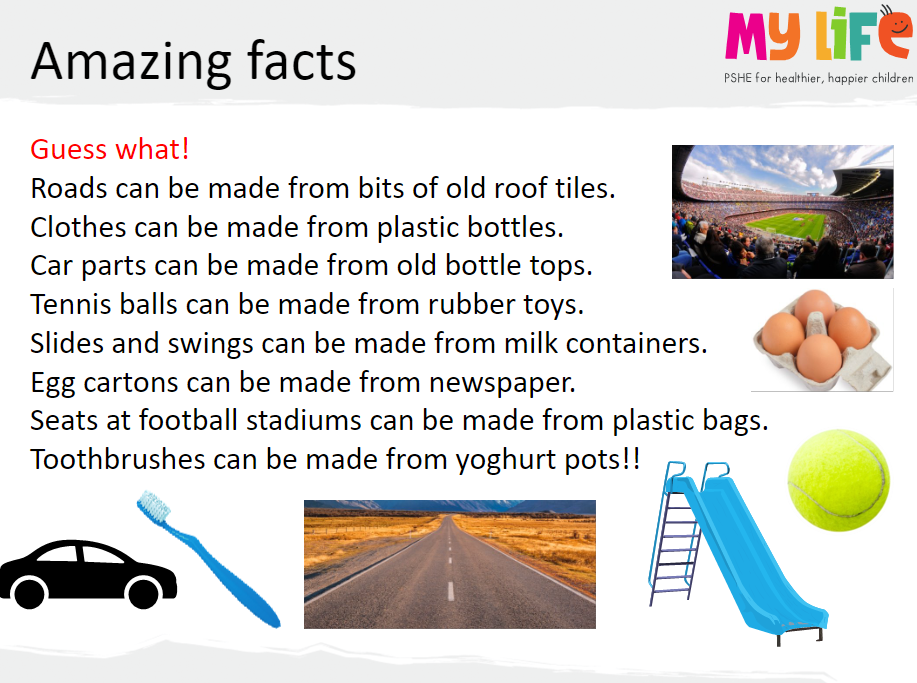 Amazing facts
MY LiFe
PSHE for healthier, happier children
Guess what!
Roads can be made from bits of old roof tiles.
Clothes can be made from plastic bottles.
Car parts can be made from old bottle tops.
Tennis balls can be made from rubber toys.
Slides and swings can be made from milk containers.
Egg cartons can be made from newspaper.
Seats at football stadiums can be made from plastic bags.
Toothbrushes can be made from yoghurt pots!!